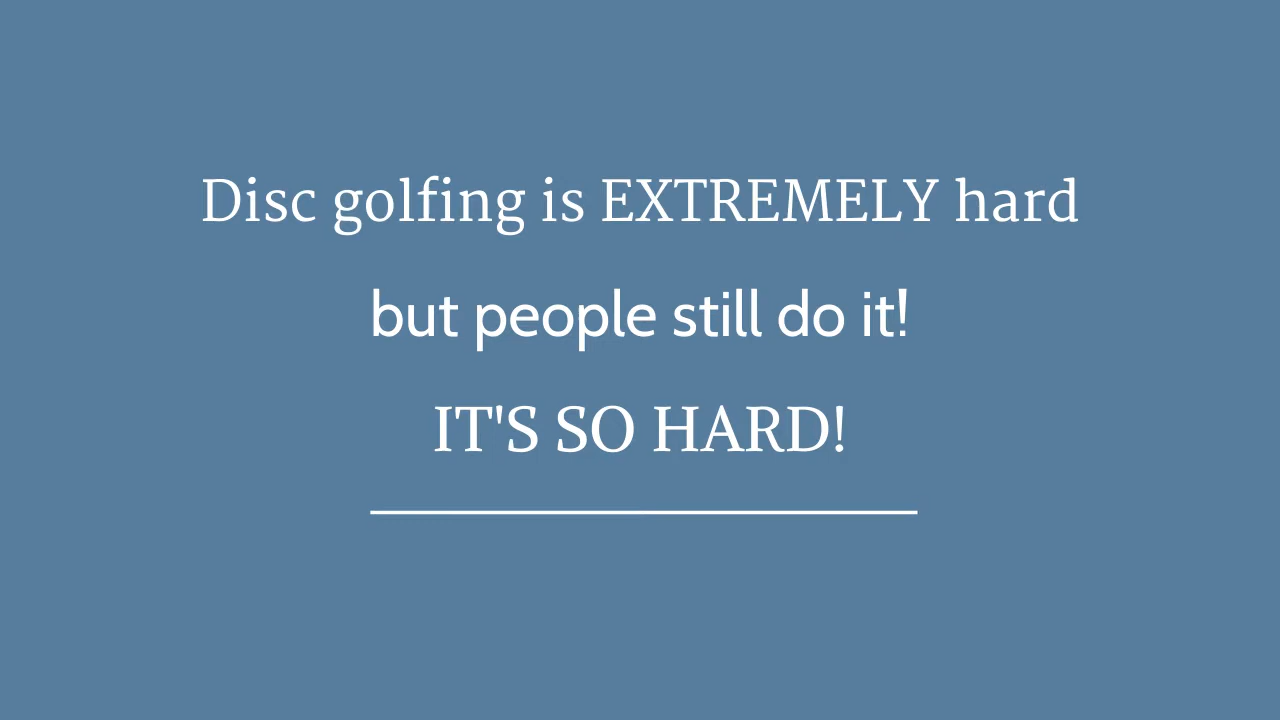 Disc golfing is EXTREMELY hard
but people still do it!
IT'S SO HARD!